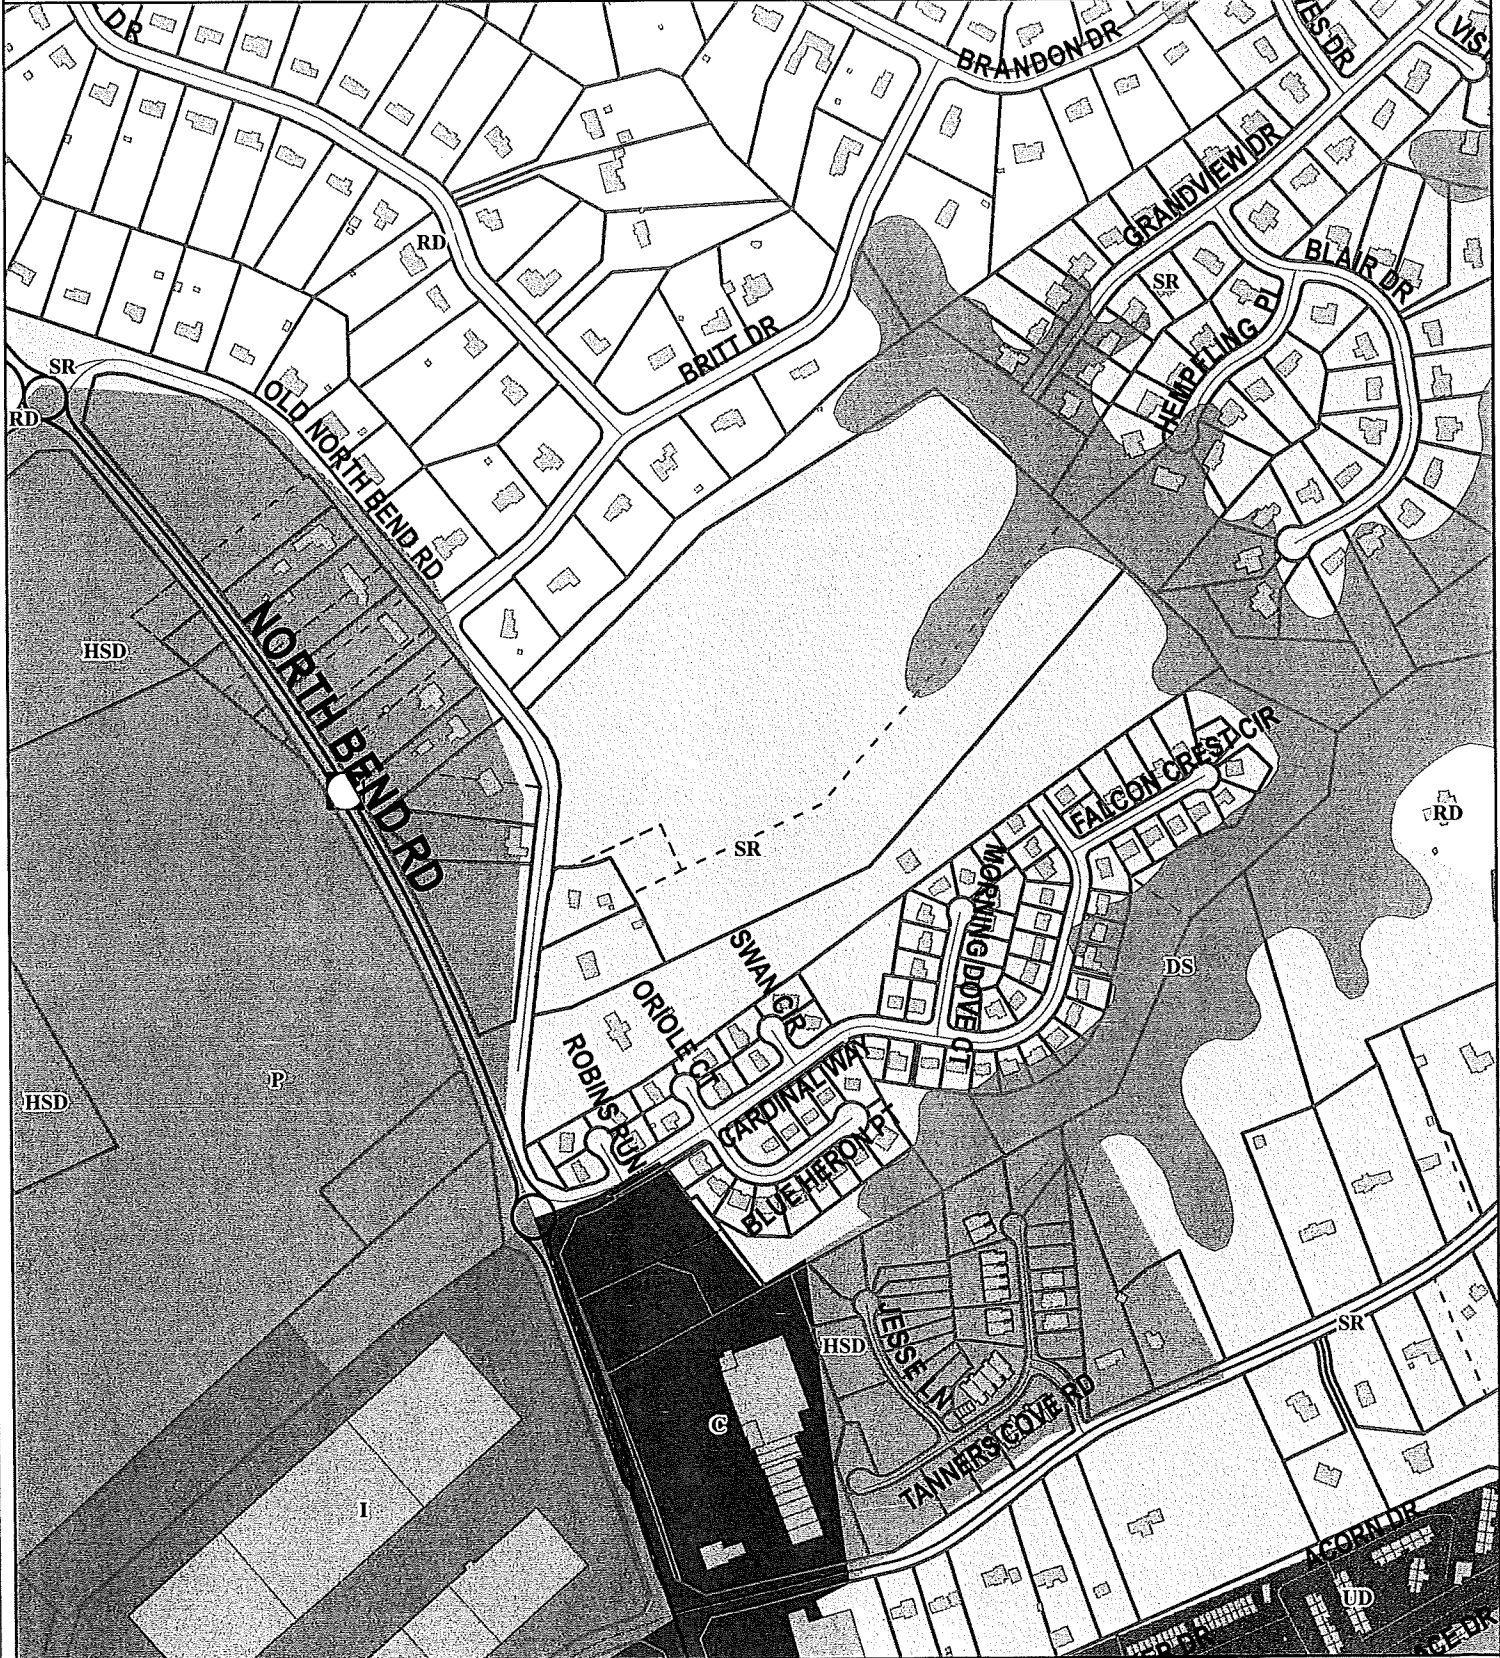 DR
BRANDON DR
GRANDVIEW DR
RD
SR
BLAIR DR
HEMPFLING PL
BRITT DR
SR
RD
OLD NORTH BEND RD
HSD
NORTH BEND RD
FALCON CREST CIR
RD
SR
MORNING DOVE CT
SWAN CIR
DS
ORIOLE CT
ROBINS RUN
CARDINAL WAY
P
HSD
BLUE HERON PT
JESSE LN
HSD
SR
TANNERS COVE RD
C
I
ACORN DR
UD